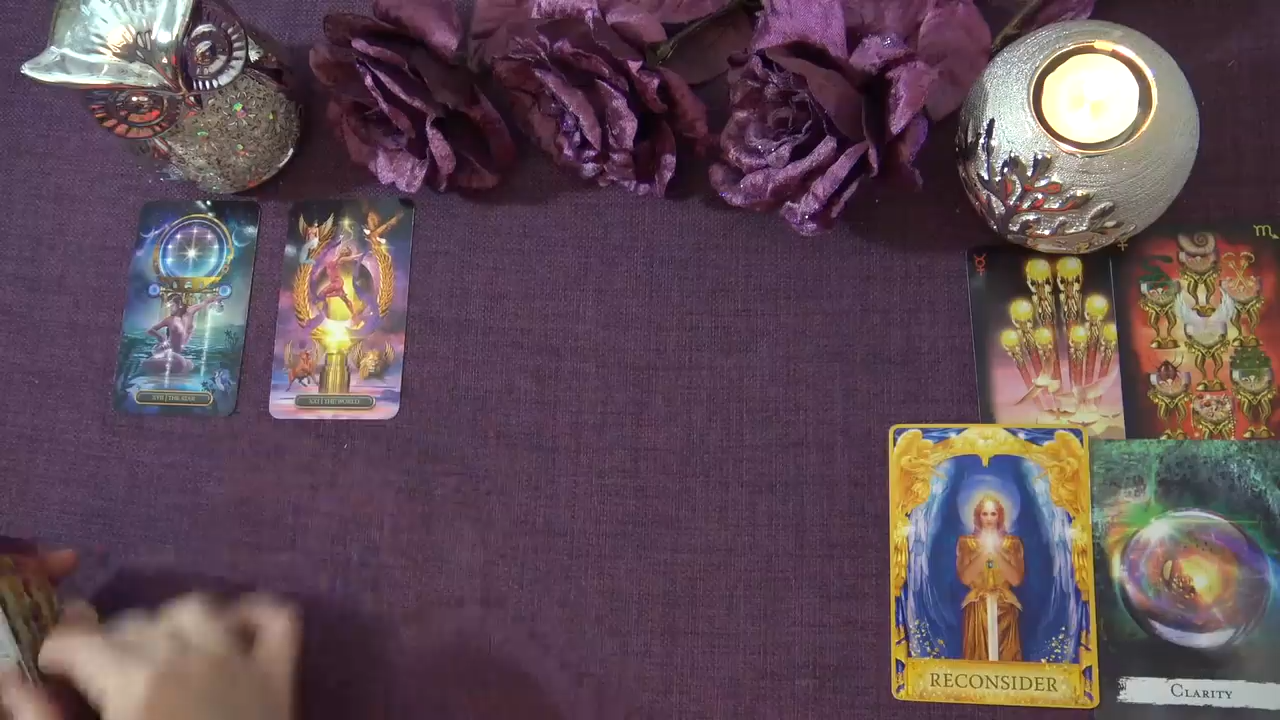 XVII | THE STAR
XXI | THE WORLD
RECONSIDER
CLARITY